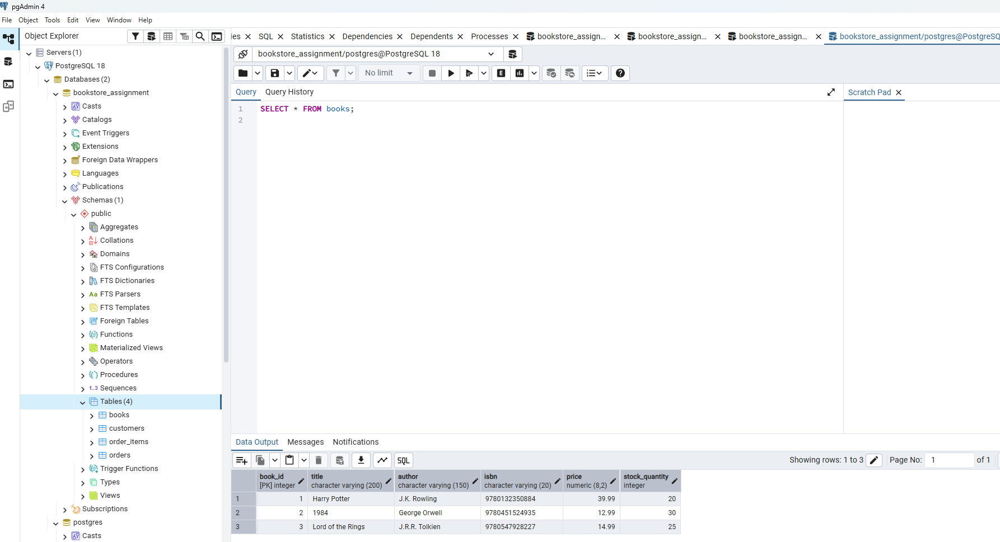 pgAdmin 4
File Object Tools Edit View Window Help
Object Explorer
Servers (1)
PostgreSQL 18
Databases (2)
bookstore_assignment
Casts
Catalogs
Event Triggers
Extensions
Foreign Data Wrappers
Languages
Publications
Schemas (1)
public
Aggregates
Collations
Domains
FTS Configurations
FTS Dictionaries
Aa FTS Parsers
FTS Templates
Foreign Tables
Functions
Materialized Views
Operators
Procedures
1..3 Sequences
Tables (4)
books
customers
order_items
orders
Trigger Functions
Types
Views
Subscriptions
postgres
Casts
ies SQL Statistics Dependencies Dependents Processes bookstore_assign... bookstore_assign... bookstore_assign... bookstore_assignment/postgres@PostgreSQ
bookstore_assignment/postgres@PostgreSQL 18
No limit E
Query Query History
Scratch Pad
1 SELECT * FROM books;
2
Data Output Messages Notifications
SQL Showing rows: 1 to 3 Page No: 1 of 1
book_id title author isbn price stock_quantity
[PK] integer character varying (200) character varying (150) character varying (20) numeric (8,2) integer
1 1 Harry Potter J.K. Rowling 9780132350884 39.99 20
2 2 1984 George Orwell 9780451524935 12.99 30
3 3 Lord of the Rings J.R.R. Tolkien 9780547928227 14.99 25